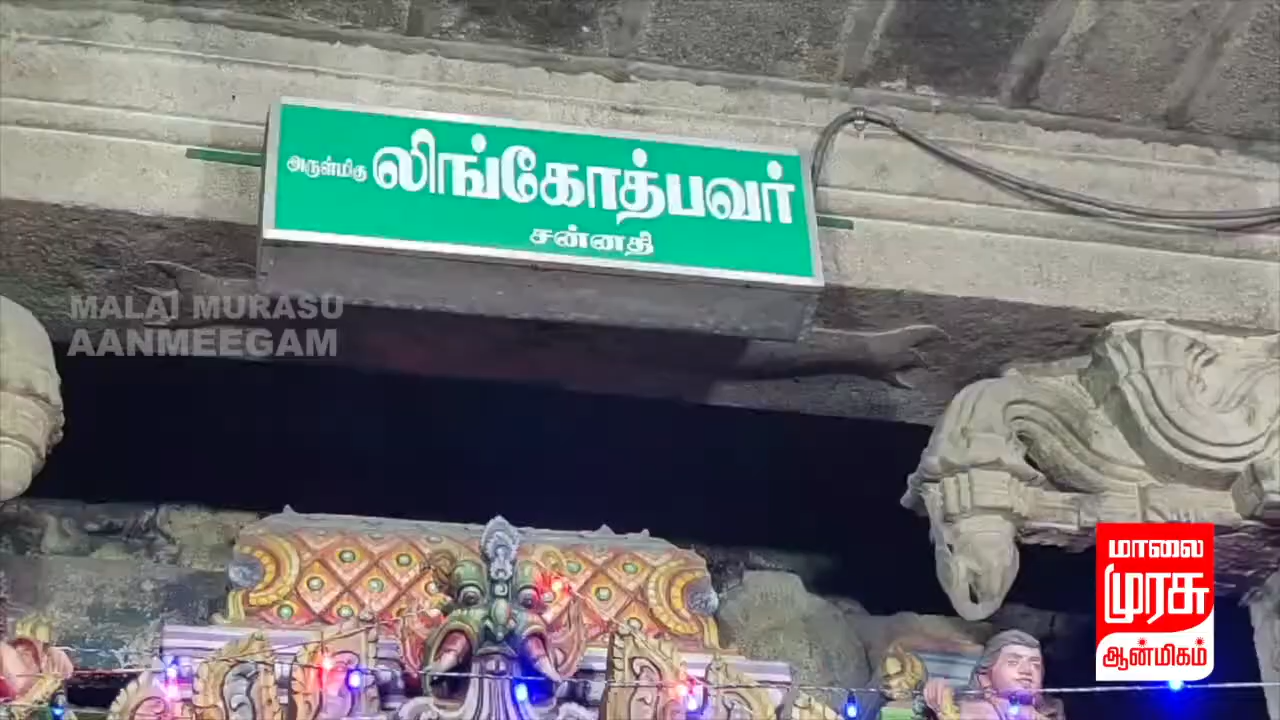 அருள்மிகு லிங்கோத்பவர்
சன்னதி
MALAI MURASU
AANMEEGAM
மாலை
முரசு
ஆன்மிகம்